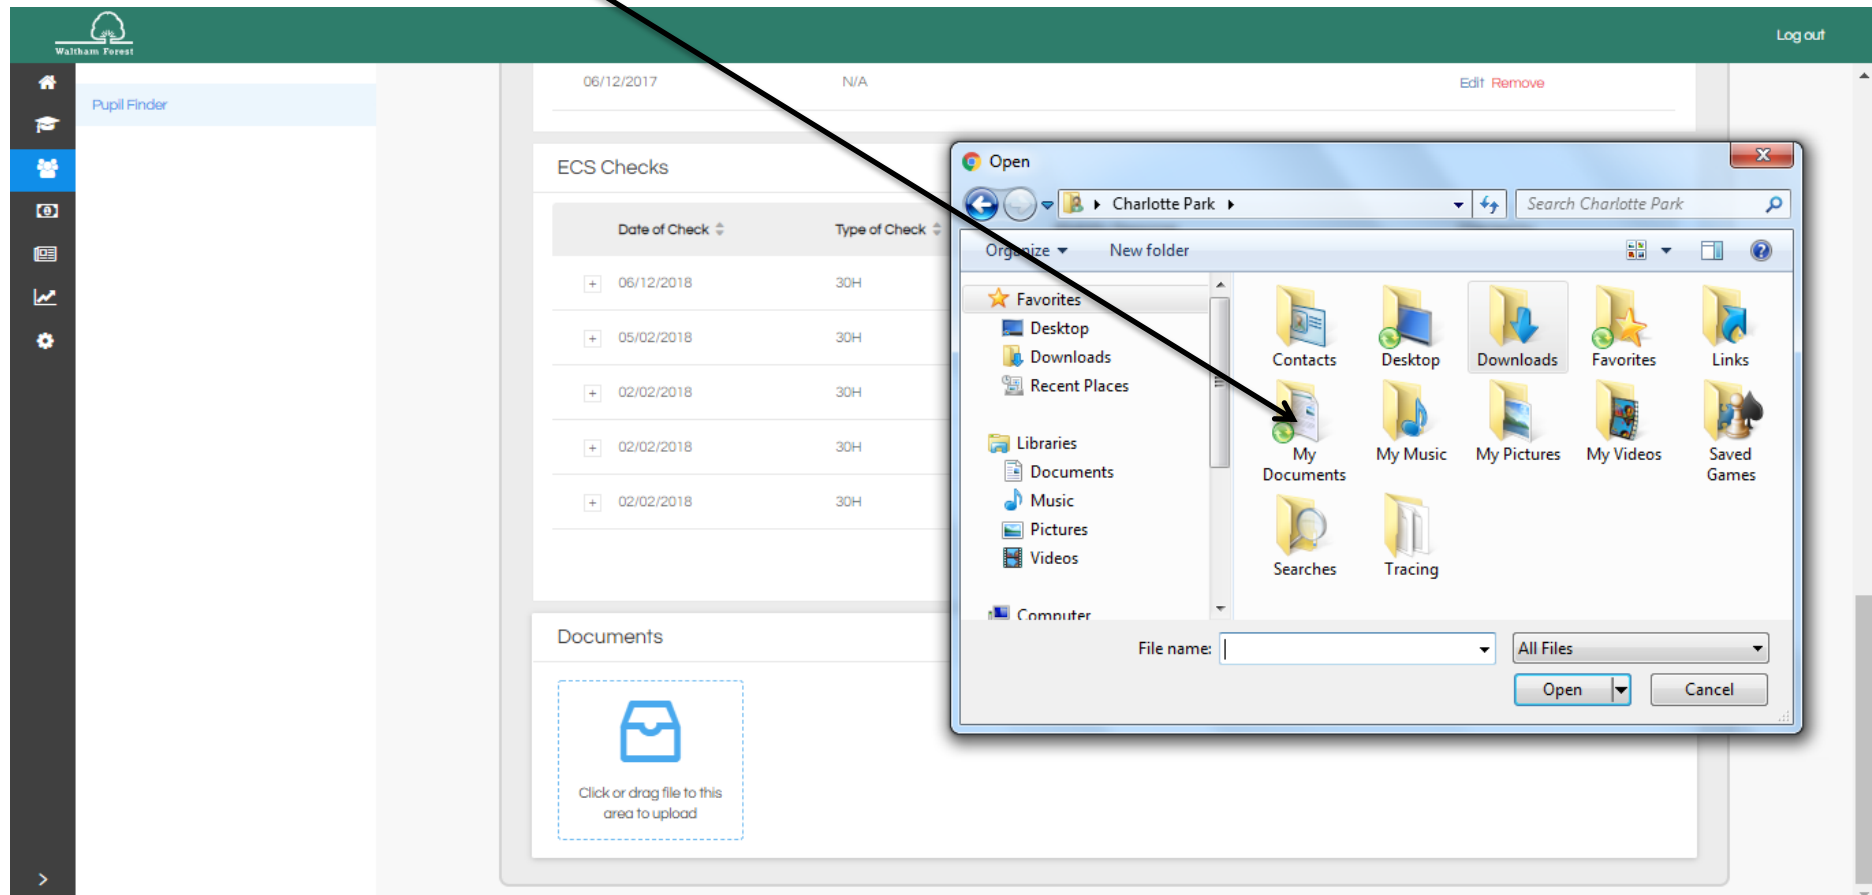 Waltham Forest
Log out
Pupil Finder
06/12/2017 N/A Edit Remove
ECS Checks
Date of Check Type of Check
+ 06/12/2018 30H
+ 05/02/2018 30H
+ 02/02/2018 30H
+ 02/02/2018 30H
+ 02/02/2018 30H
Documents
Click or drag file to this
area to upload
Open
Charlotte Park
Search Charlotte Park
Organize New folder
Favorites
Desktop
Downloads
Recent Places
Libraries
Documents
Music
Pictures
Videos
Computer
Contacts Desktop Downloads Favorites Links
My
Documents
My Music My Pictures My Videos Saved
Games
Searches Tracing
File name: All Files
Open Cancel